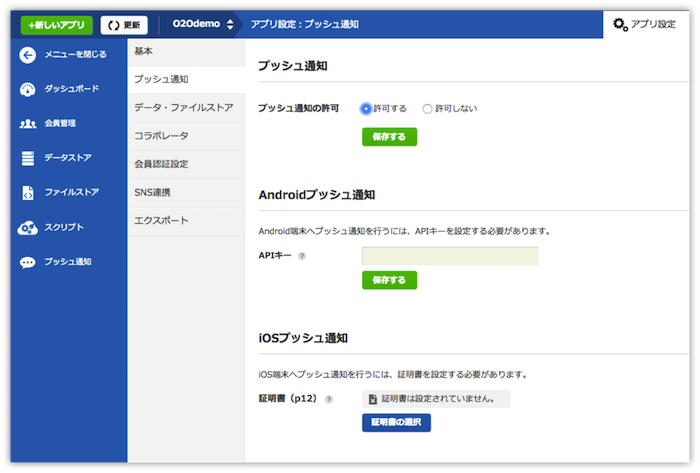 +新しいアプリ
更新
O2Odemo
アプリ設定：プッシュ通知
アプリ設定
メニューを閉じる
ダッシュボード
会員管理
データストア
ファイルストア
スクリプト
プッシュ通知
基本
プッシュ通知
データ・ファイルストア
コラボレータ
会員認証設定
SNS連携
エクスポート
プッシュ通知
プッシュ通知の許可 許可する 許可しない
保存する
Androidプッシュ通知
Android端末へプッシュ通知を行うには、APIキーを設定する必要があります。
APIキー ?
保存する
iOSプッシュ通知
iOS端末へプッシュ通知を行うには、証明書を設定する必要があります。
証明書（p12） ? 証明書は設定されていません。
証明書の選択